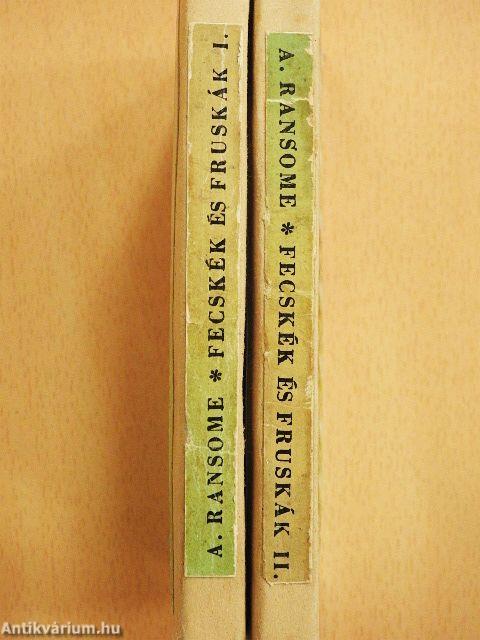 A. RANSOME * FECSKÉK ÉS FRUSKÁK I.
A. RANSOME * FECSKÉK ÉS FRUSKÁK II.
Antikvárium.hu